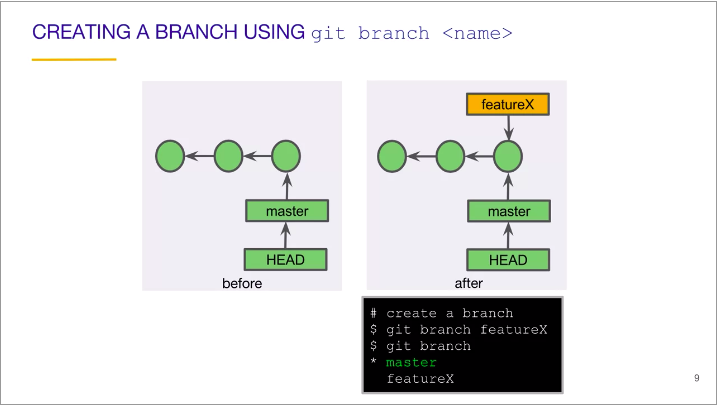 CREATING A BRANCH USING git branch <name>
featureX
master
HEAD
before
master
HEAD
after
# create a branch
$ git branch featureX
$ git branch
* master
featureX
9